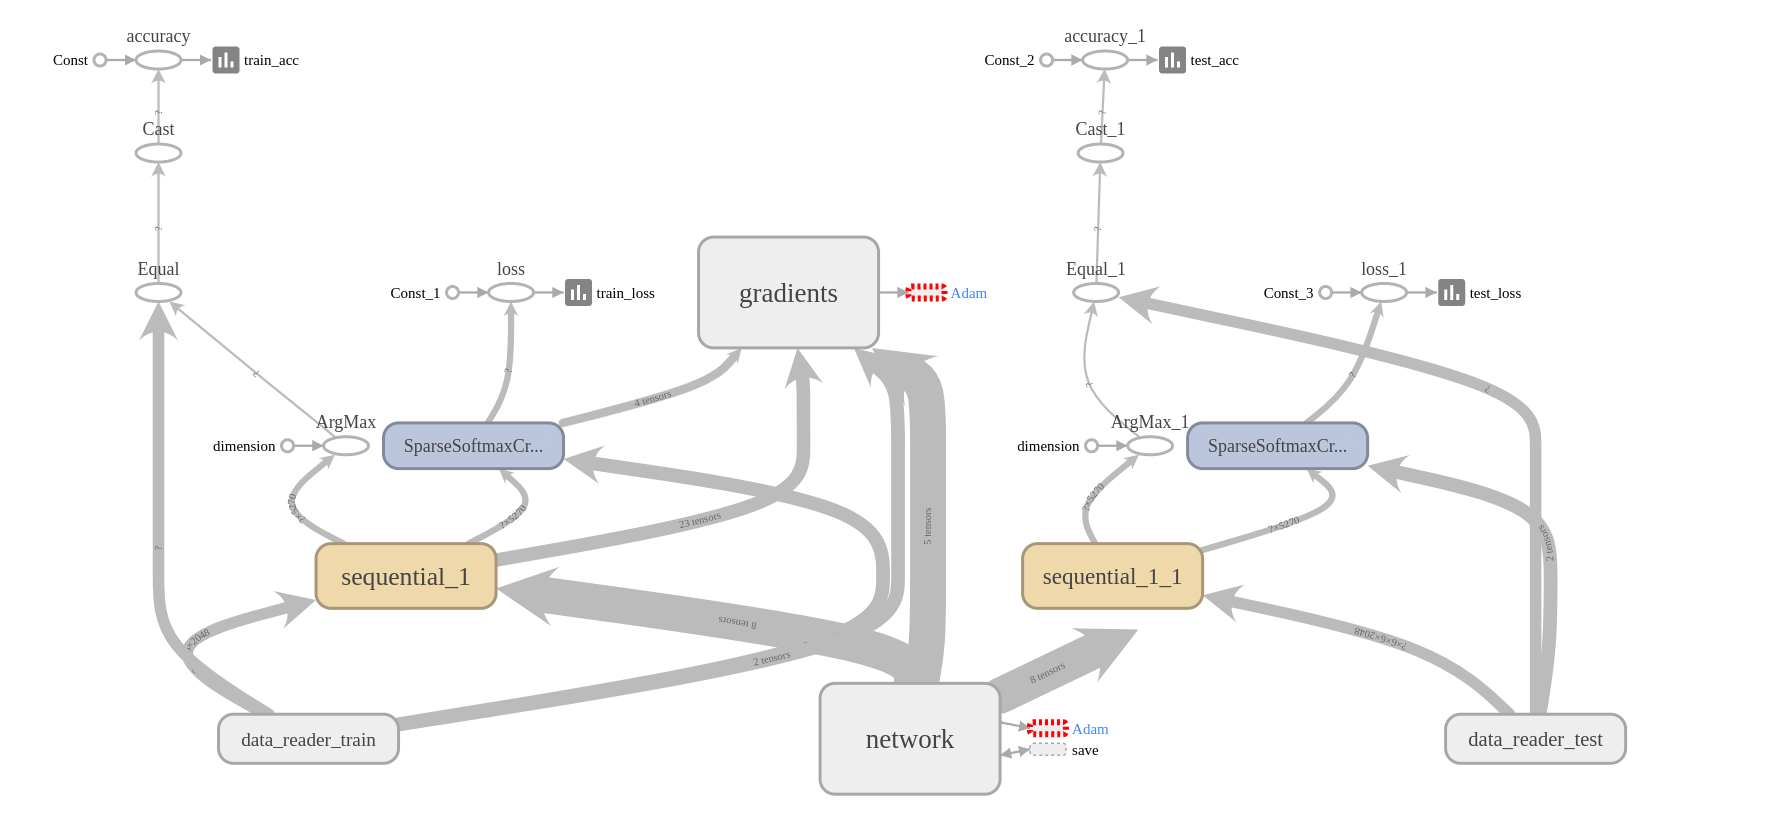 accuracy
Const
train_acc
?
Cast
?
Equal
?
ArgMax
dimension
loss
Const_1
train_loss
?
SparseSoftmaxCr...
4 tensors
gradients
Adam
?×5270
?×5270
23 tensors
5 tensors
sequential_1
?
8 tensors
2 tensors
data_reader_train
network
Adam
save
8 tensors
accuracy_1
Const_2
test_acc
?
Cast_1
?
Equal_1
loss_1
Const_3
test_loss
?
?
?
ArgMax_1
dimension
SparseSoftmaxCr...
?×5270
?×5270
2 tensors
sequential_1_1
?×6×6×2048
data_reader_test